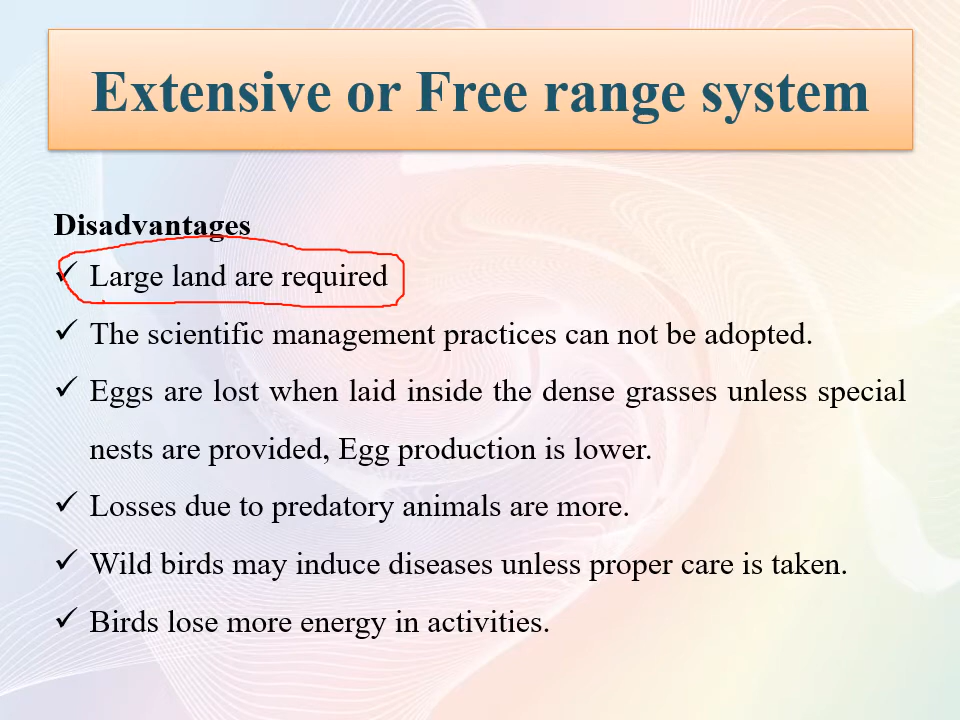 Extensive or Free range system
Disadvantages
✓ Large land are required
✓ The scientific management practices can not be adopted.
✓ Eggs are lost when laid inside the dense grasses unless special
nests are provided, Egg production is lower.
✓ Losses due to predatory animals are more.
✓ Wild birds may induce diseases unless proper care is taken.
✓ Birds lose more energy in activities.